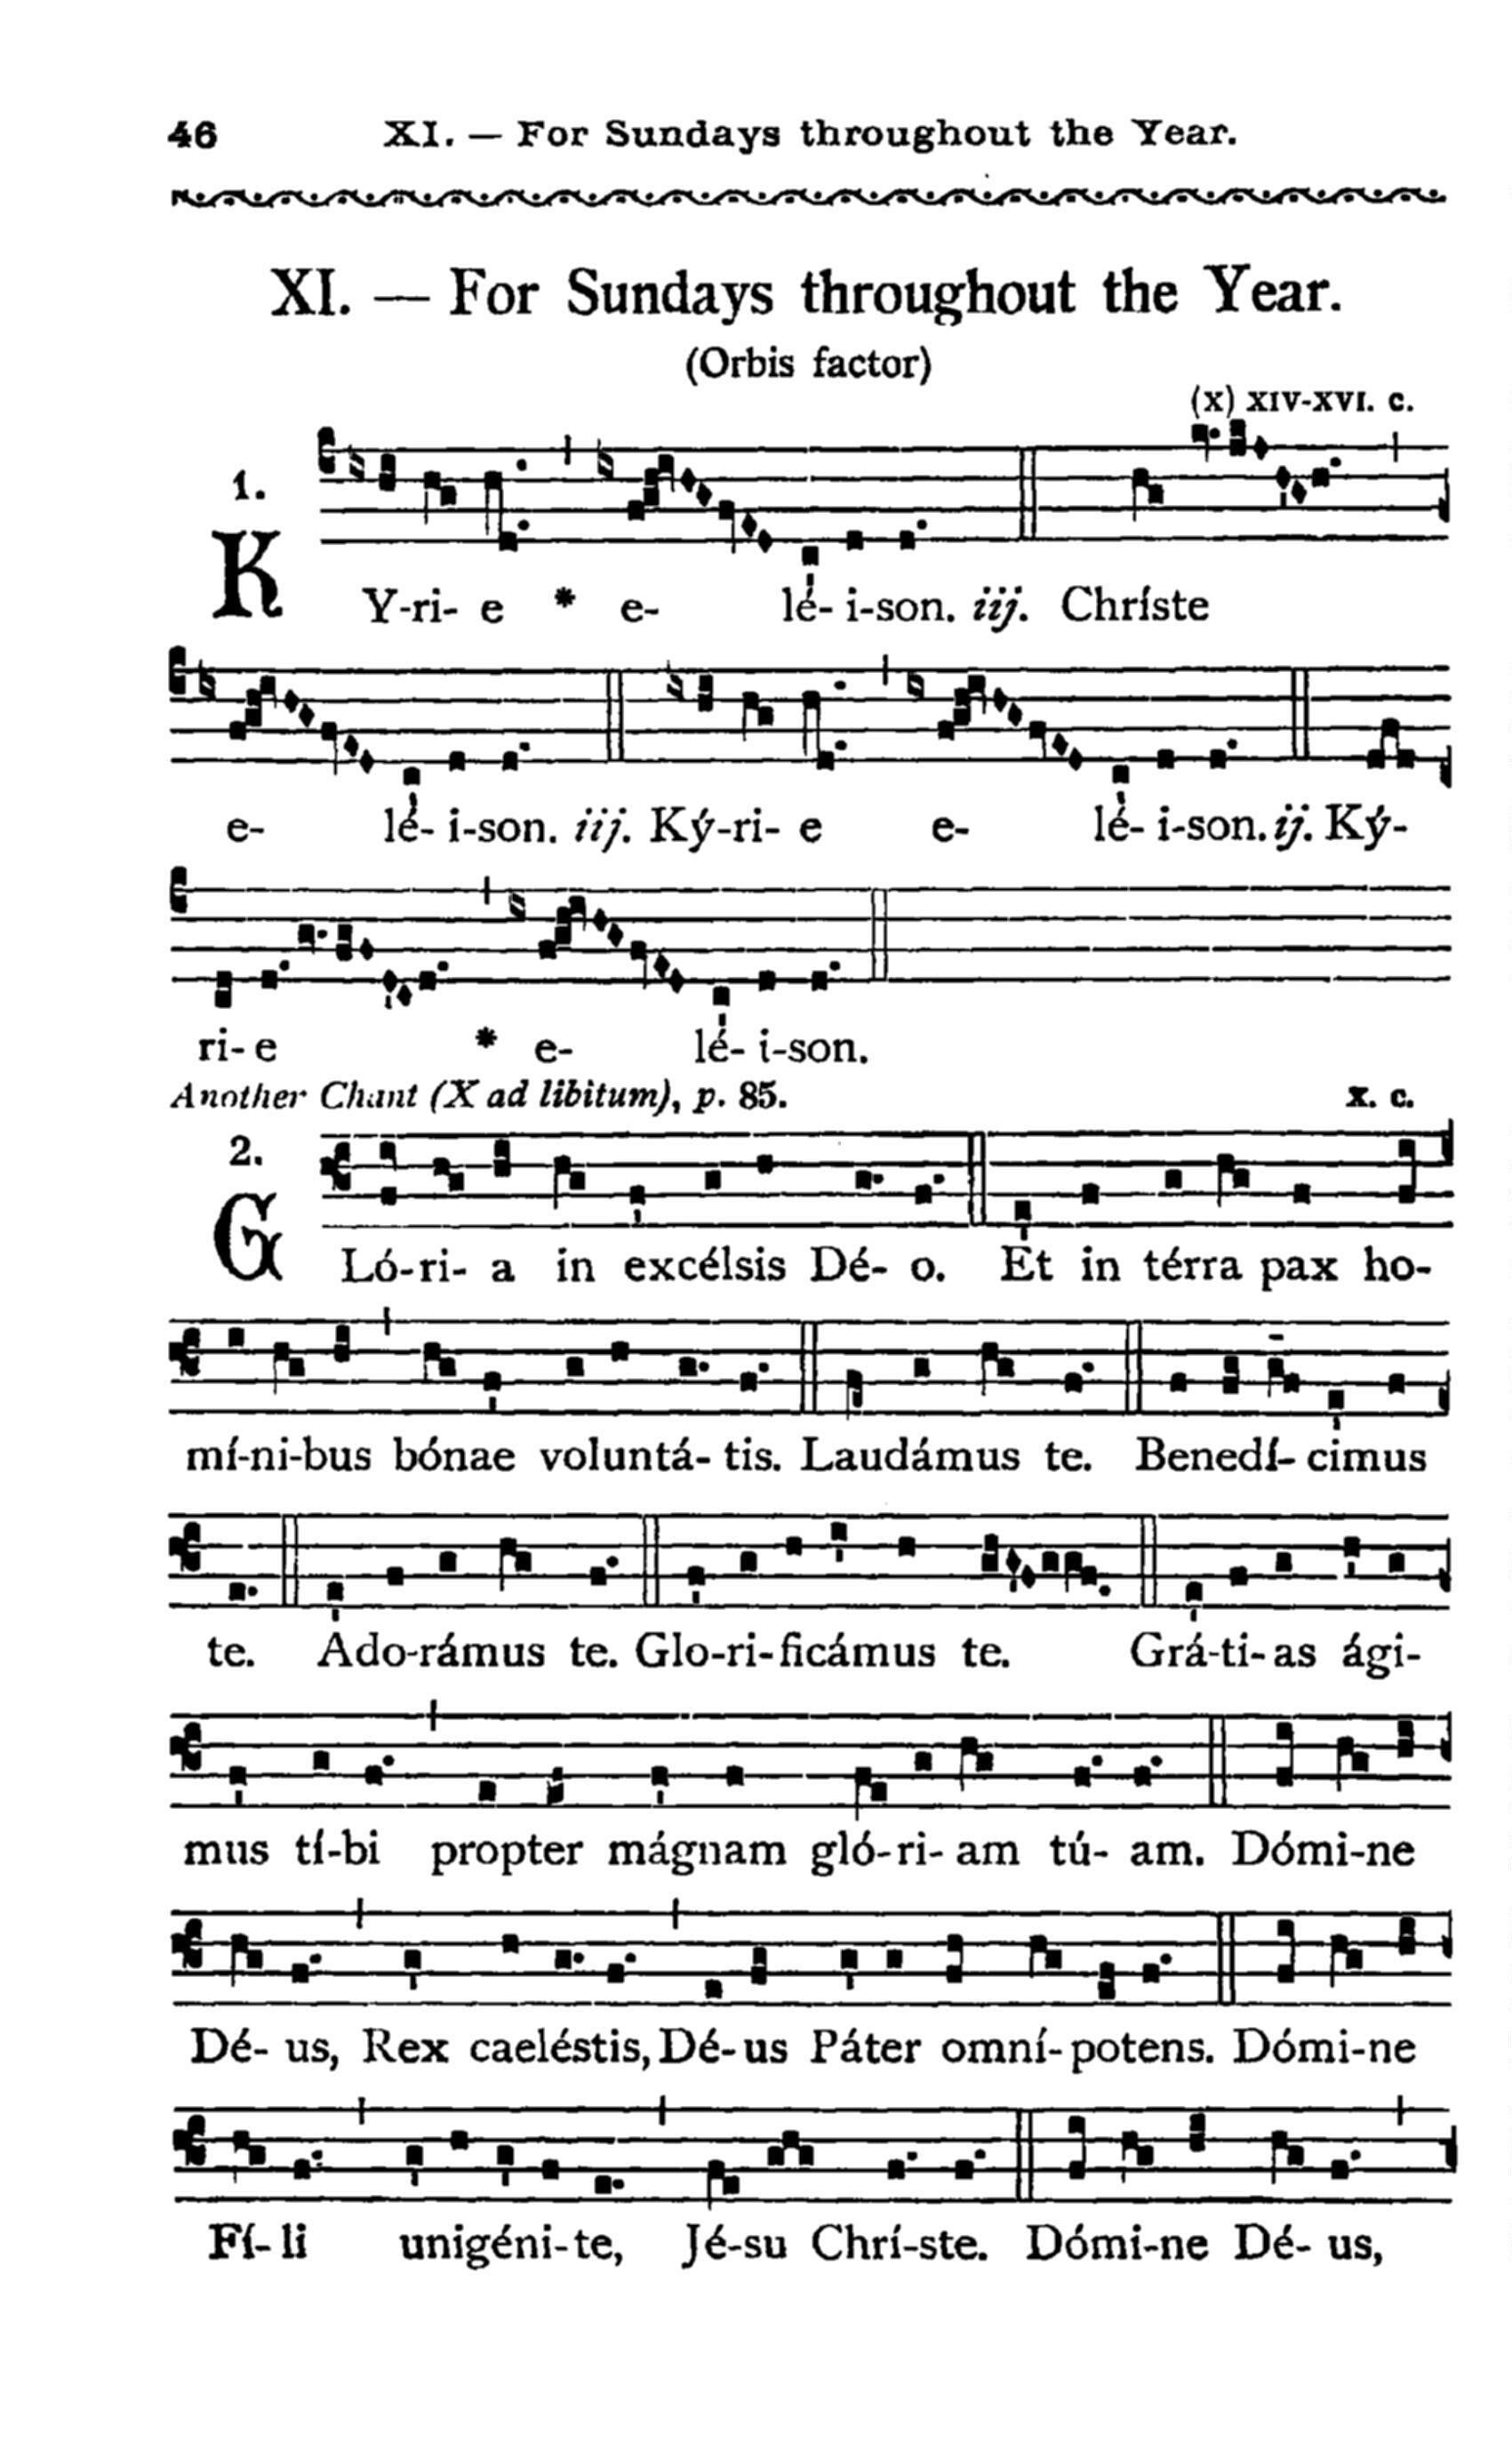 46 XI. — For Sundays throughout the Year.
XI. — For Sundays throughout the Year.
(Orbis factor)
(x) XIV-XVI. C.
1.
KY-ri- e * e- lé- i-son. iij. Chríste
e- lé- i-son. iij. Ký-ri- e e- lé- i-son. ij. Ký-
ri- e * e- lé- i-son.
Another Chant (X ad libitum), p. 85. X. C.
2.
GLó-ri- a in excélsis Dé- o. Et in térra pax ho-
mí-ni-bus bónae voluntá- tis. Laudámus te. Benedí- cimus
te. Ado-rámus te. Glo-ri-ficámus te. Grá-ti- as ági-
mus tí-bi propter mágnam gló-ri- am tú- am. Dómi-ne
Dé- us, Rex caeléstis, Dé-us Páter omní-potens. Dómi-ne
Fí- li unigéni-te, Jé-su Chrí-ste. Dómi-ne Dé- us,